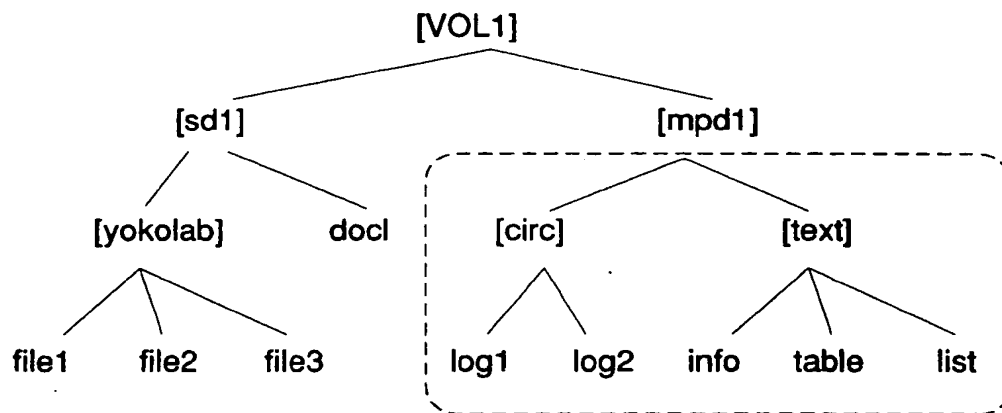 [VOL1]
[sd1] [mpd1]
[yokolab] docl [circ] [text]
file1 file2 file3 log1 log2 info table list